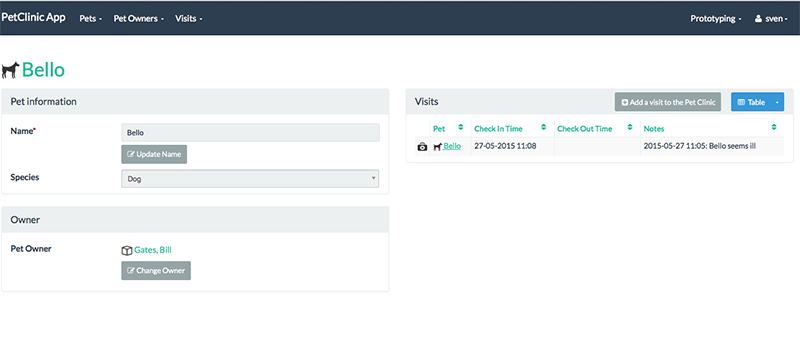 PetClinic App Pets Pet Owners Visits Prototyping sven
Bello
Pet information
Name* Bello
Update Name
Species Dog
Owner
Pet Owner Gates, Bill
Change Owner
Visits Add a visit to the Pet Clinic Table
Pet Check In Time Check Out Time Notes
Bello 27-05-2015 11:08 2015-05-27 11:05: Bello seems ill